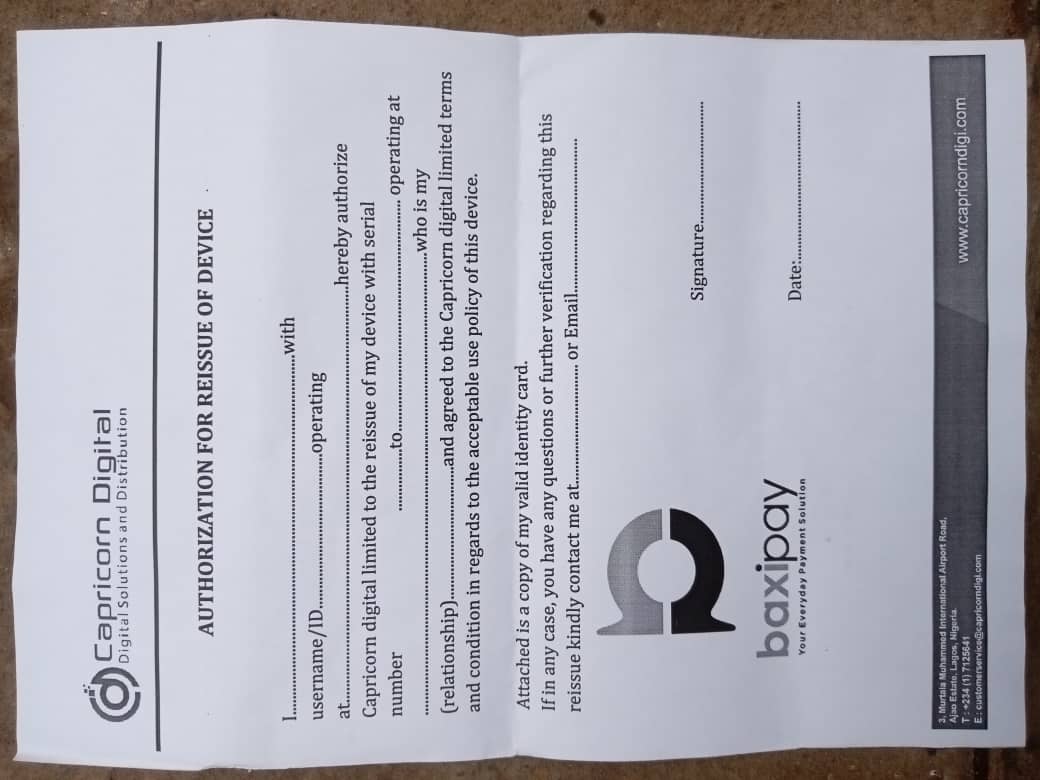 Capricorn Digital
Digital Solutions and Distribution
AUTHORIZATION FOR REISSUE OF DEVICE
I....................................................................................................with
username/ID.............................................operating
at...................................................................................................................hereby authorize
Capricorn digital limited to the reissue of my device with serial
number ................to............................................................ operating at
.........................................................................................................................who is my
(relationship)..................................and agreed to the Capricorn digital limited terms
and condition in regards to the acceptable use policy of this device.
Attached is a copy of my valid identity card.
If in any case, you have any questions or further verification regarding this
reissue kindly contact me at............................... or Email........................................
Signature................................
baxipay
Your Everyday Payment Solution
Date:.........................................
3, Murtala Muhammed International Airport Road,
Ajao Estate, Lagos, Nigeria.
T : +234 (1) 7125641
E : customerservice@capricorndigi.com
www.capricorndigi.com